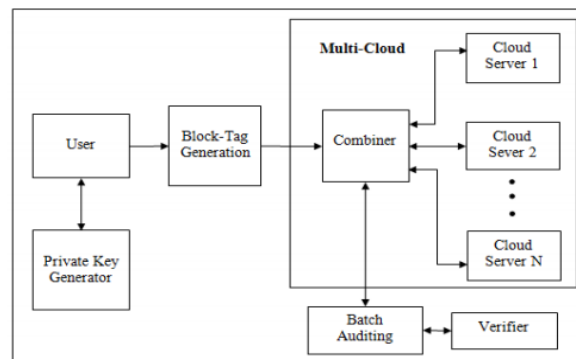 Multi-Cloud
Cloud
Server 1
User
Block-Tag
Generation
Combiner
Cloud
Sever 2
Private Key
Generator
Cloud
Server N
Batch
Auditing
Verifier